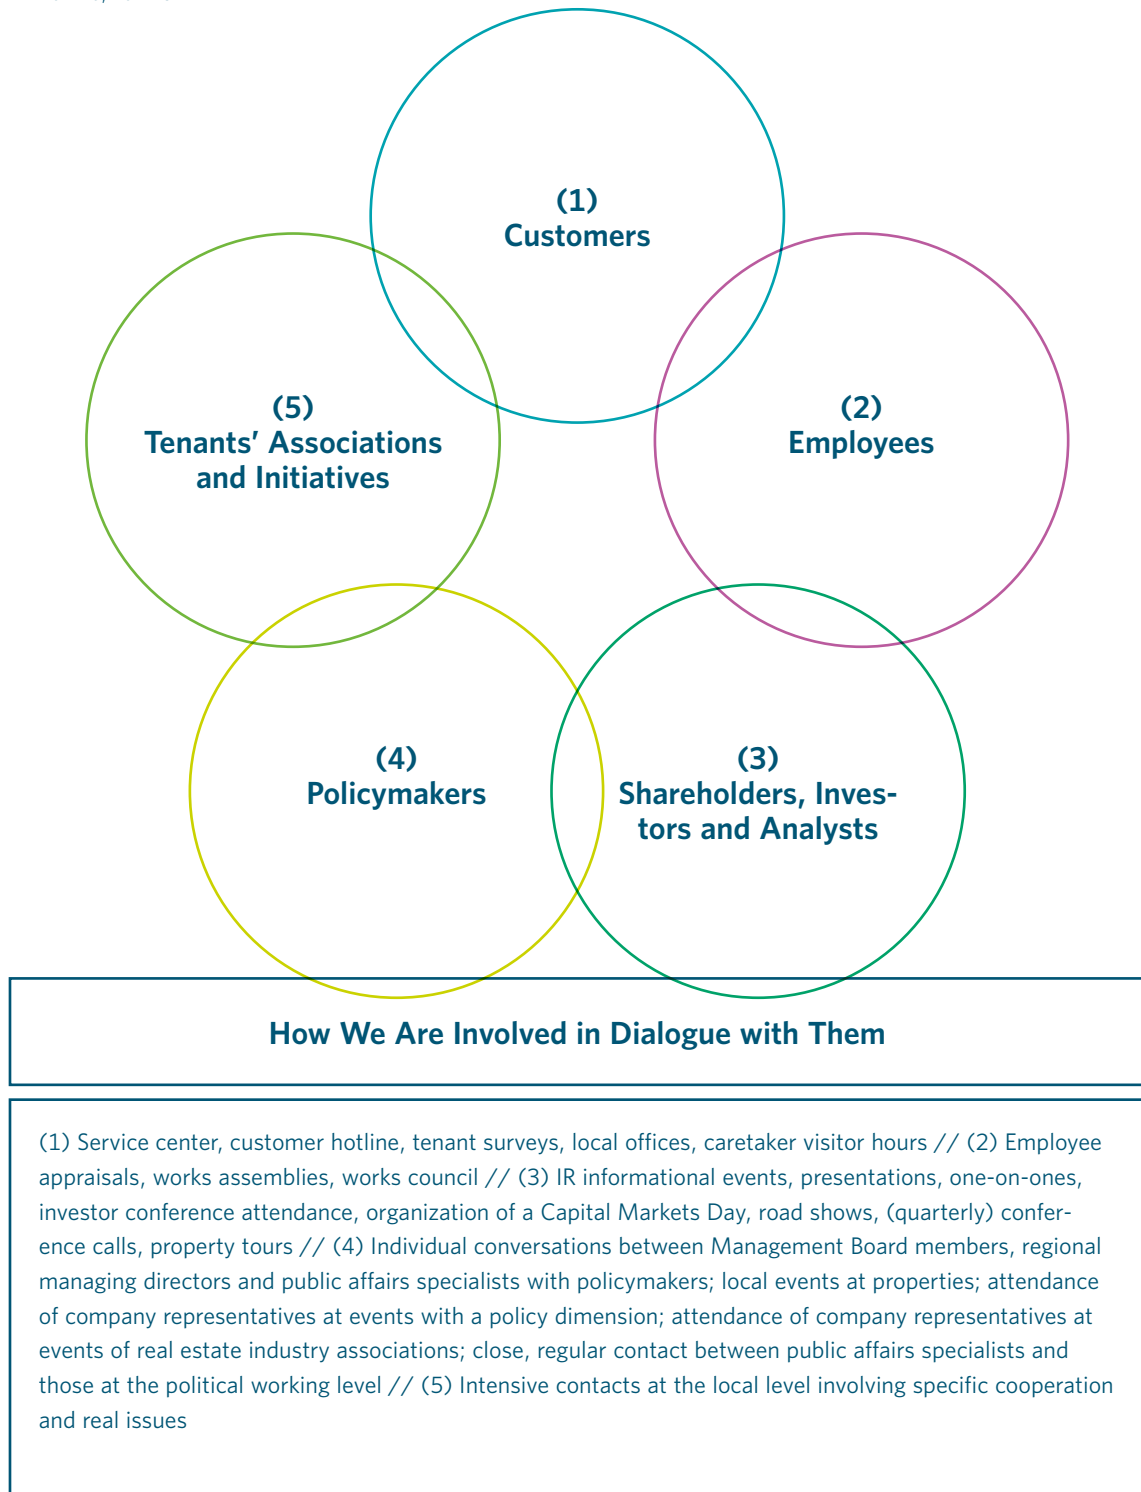 (1)
Customers
(5)
Tenants’ Associations
and Initiatives
(2)
Employees
(4)
Policymakers
(3)
Shareholders, Inves-
tors and Analysts
How We Are Involved in Dialogue with Them
(1) Service center, customer hotline, tenant surveys, local offices, caretaker visitor hours // (2) Employee
appraisals, works assemblies, works council // (3) IR informational events, presentations, one-on-ones,
investor conference attendance, organization of a Capital Markets Day, road shows, (quarterly) confer-
ence calls, property tours // (4) Individual conversations between Management Board members, regional
managing directors and public affairs specialists with policymakers; local events at properties; attendance
of company representatives at events with a policy dimension; attendance of company representatives at
events of real estate industry associations; close, regular contact between public affairs specialists and
those at the political working level // (5) Intensive contacts at the local level involving specific cooperation
and real issues